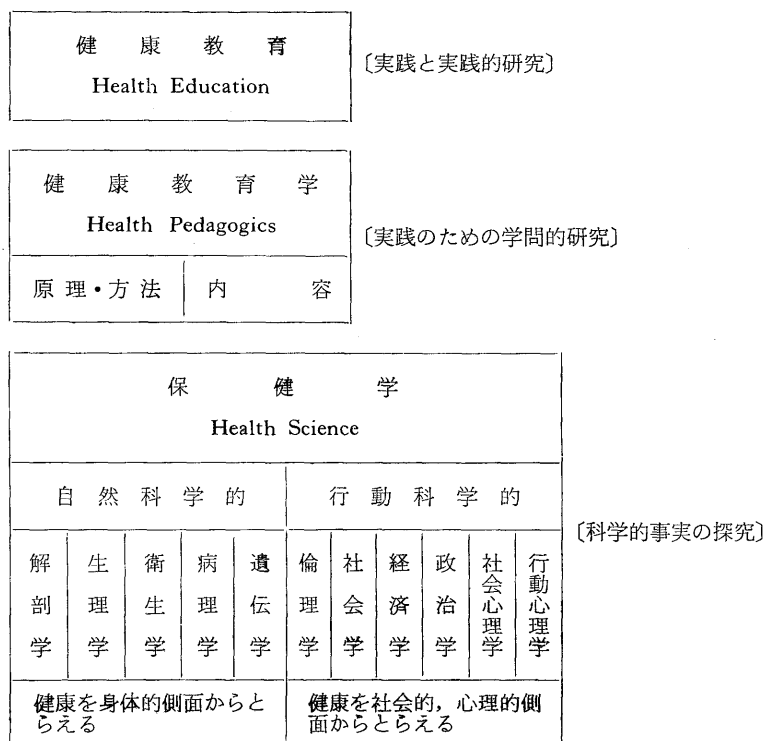 健康教育
Health Education
〔実践と実践的研究〕
健康教育学
Health Pedagogics
〔実践のための学問的研究〕
原理・方法
内容
保健学
Health Science
自然科学的
行動科学的
〔科学的事実の探究〕
解剖学
生理学
衛生学
病理学
遺伝学
倫理学
社会学
経済学
政治学
社会心理学
行動心理学
健康を身体的側面からと
らえる
健康を社会的，心理的側
面からとらえる